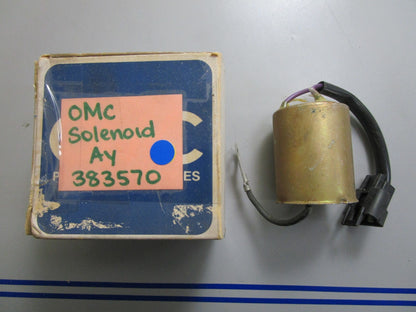 OMC
Solenoid
Ay
383570
C
P
ES